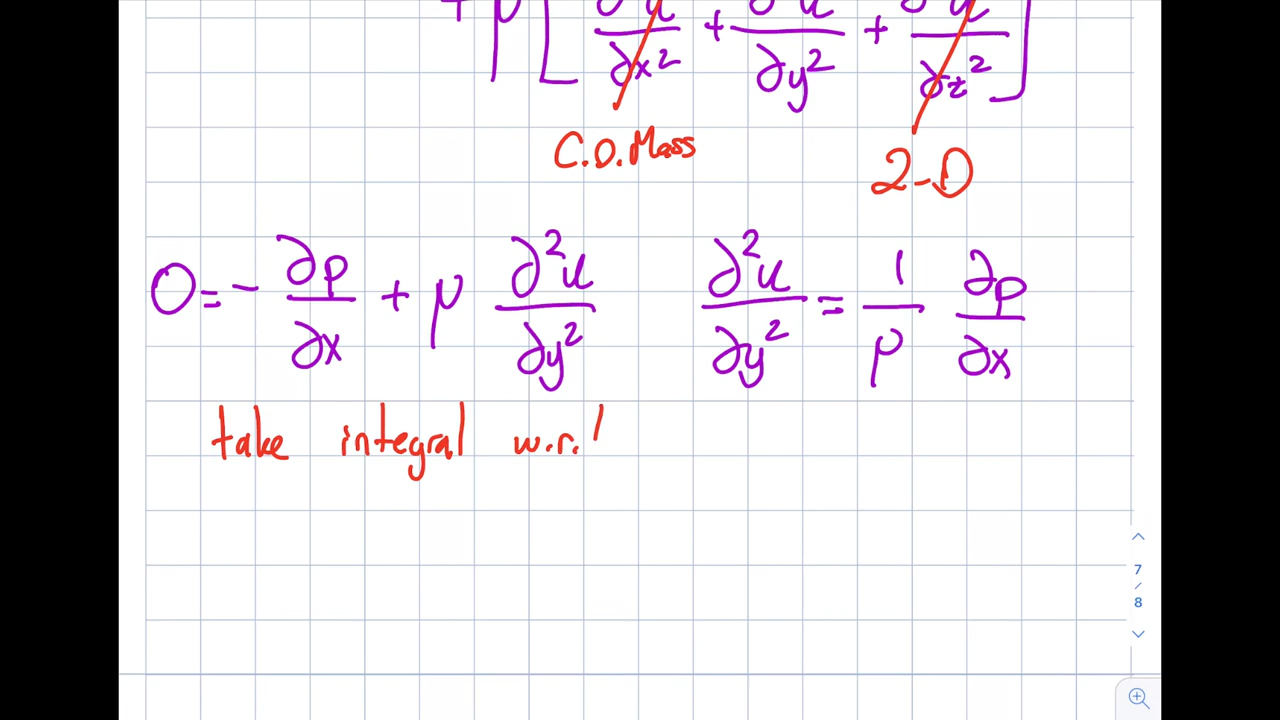 + μ [ ∂²u/∂x² + ∂²u/∂y² + ∂²u/∂z² ]
C.O.Mass 2-D
0 = - ∂p/∂x + μ ∂²u/∂y² ∂²u/∂y² = 1/μ ∂p/∂x
take integral w.r.
7
/
8